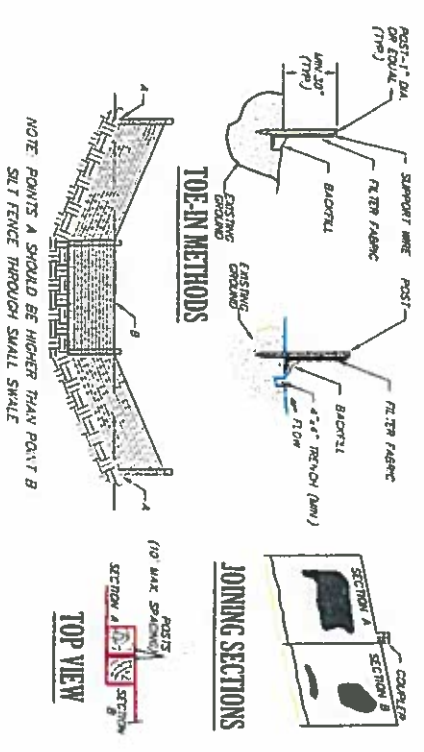 POST-1" DIA.
OR EQUAL
(TYP.)
SUPPORT WIRE
FILTER FABRIC
BACKFILL
MIN 20"
(TYP.)
EXISTING
GROUND
POST
FILTER FABRIC
BACKFILL
4"x4" TRENCH (MIN)
FLOW
EXISTING
GROUND
TOE-IN METHODS
A
B
A
NOTE: POINTS A SHOULD BE HIGHER THAN POINT B
SILT FENCE THROUGH SMALL SWALE
SECTION A
COUPLER
SECTION B
JOINING SECTIONS
POSTS
(10' MAX. SPACING)
SECTION A
SECTION B
TOP VIEW